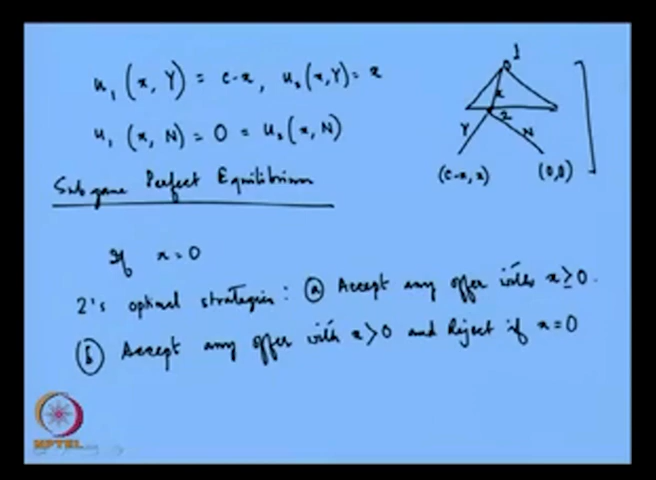 u₁ (x, Y) = c-x, u₂(x,Y) = x
u₁ (x, N) = 0 = u₂(x, N)
1
x
2
Y N
(c-x, x) (0,0)
Subgame Perfect Equilibrium
If x = 0
2's optimal strategies: ⓐ Accept any offer with x ≥ 0.
ⓑ Accept any offer with x > 0 and Reject if x = 0
NPTEL